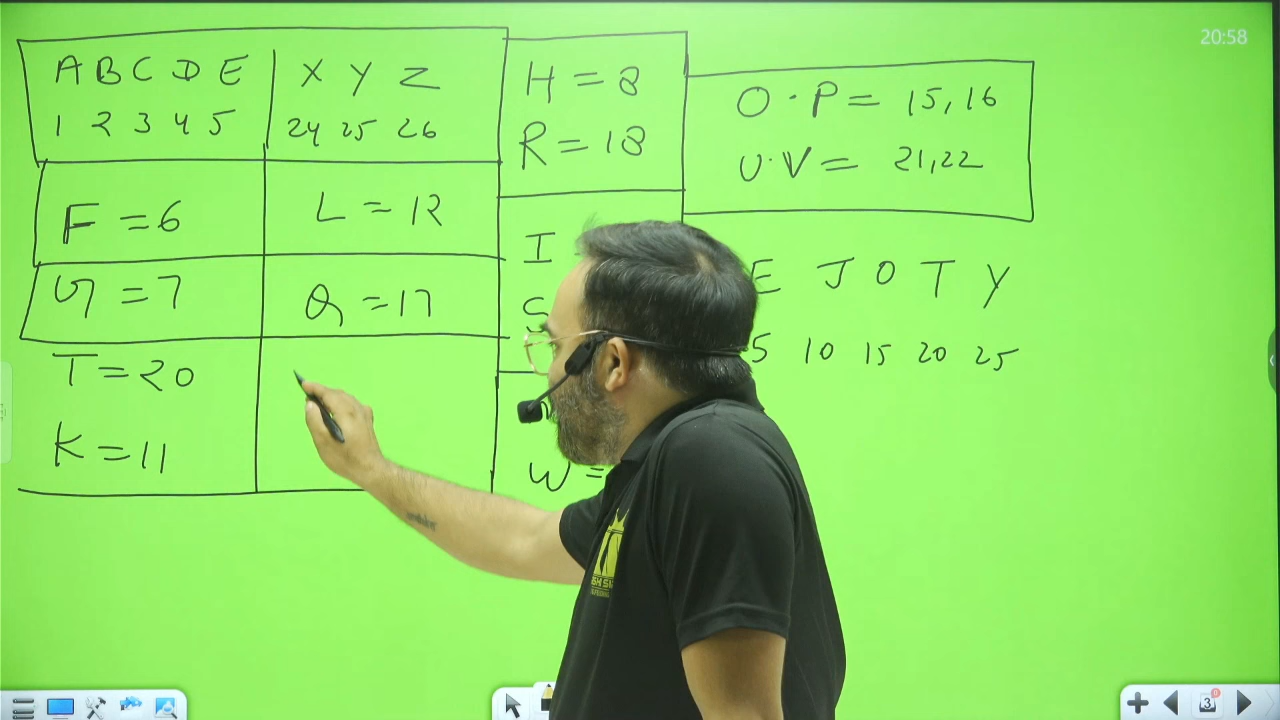 20:58
A B C D E
1 2 3 4 5
X Y Z
24 25 26
H = 8
R = 18
O · P = 15, 16
U · V = 21, 22
F = 6
L = 12
G = 7
Q = 17
I
S
E J O T Y
5 10 15 20 25
T = 20
K = 11
W =
3